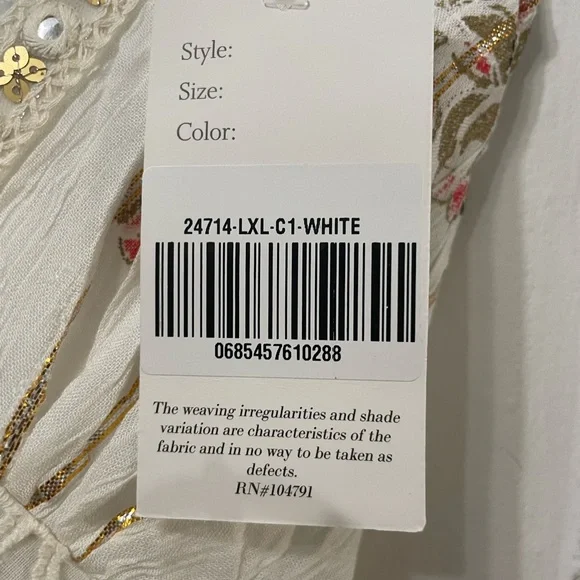 Style:
Size:
Color:
24714-LXL-C1-WHITE
0685457610288
The weaving irregularities and shade
variation are characteristics of the
fabric and in no way to be taken as
defects.
RN#104791